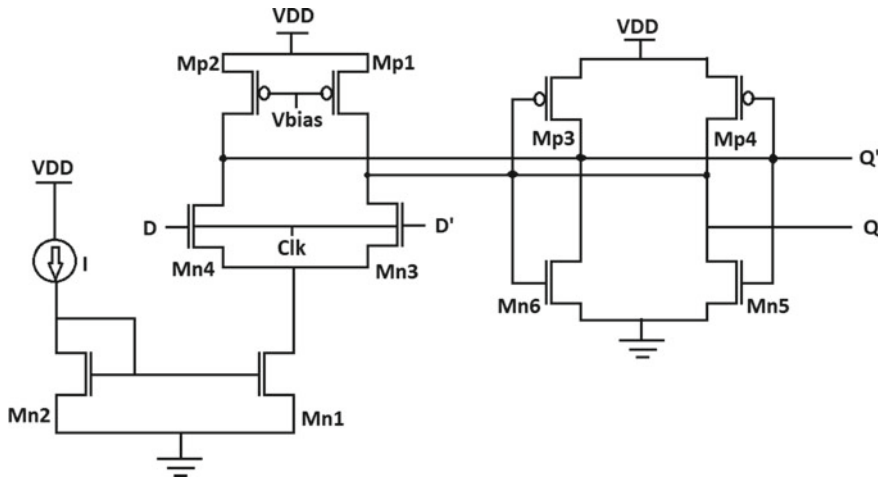 VDD
VDD
Mp2
Mp1
Vbias
Mp3
Mp4
Q'
VDD
D
Clk
D'
Q
I
Mn4
Mn3
Mn6
Mn5
Mn2
Mn1